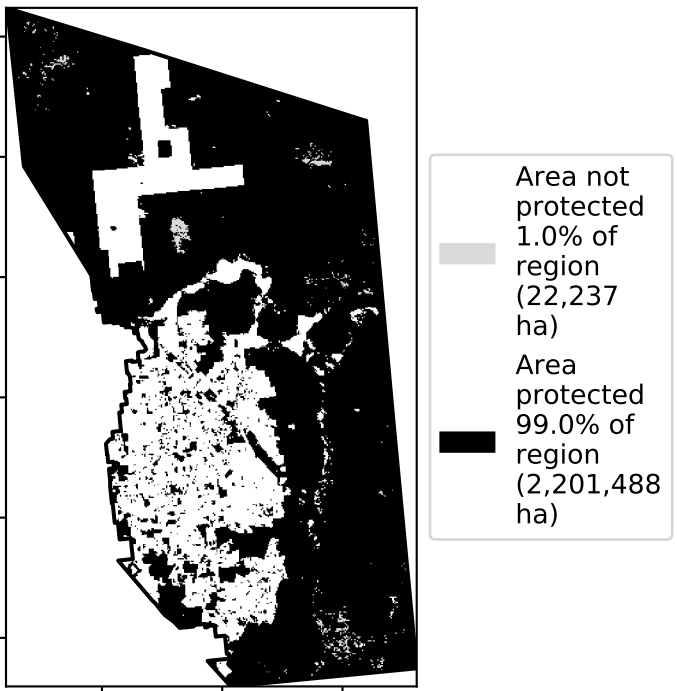 Area not
protected
1.0% of
region
(22,237
ha)
Area
protected
99.0% of
region
(2,201,488
ha)